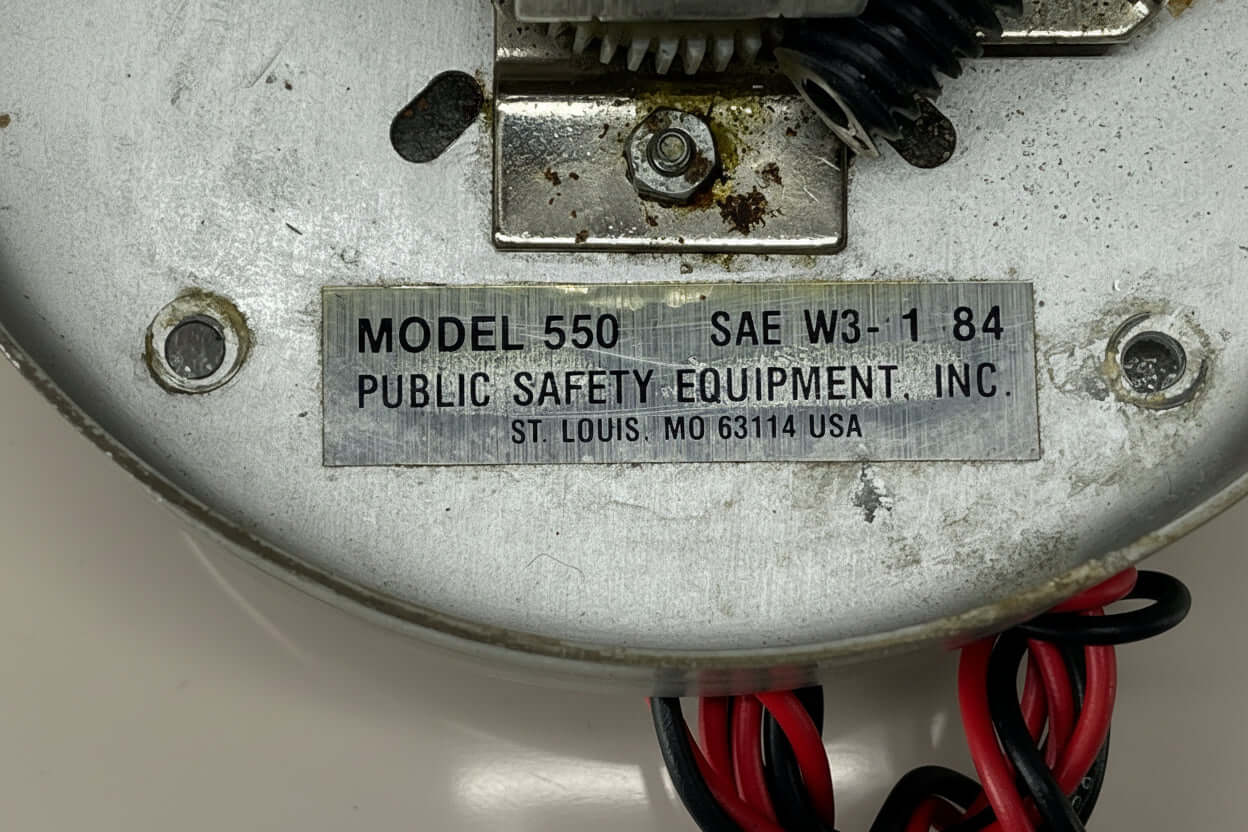 MODEL 550 SAE W3- 1 84
PUBLIC SAFETY EQUIPMENT, INC.
ST. LOUIS, MO 63114 USA